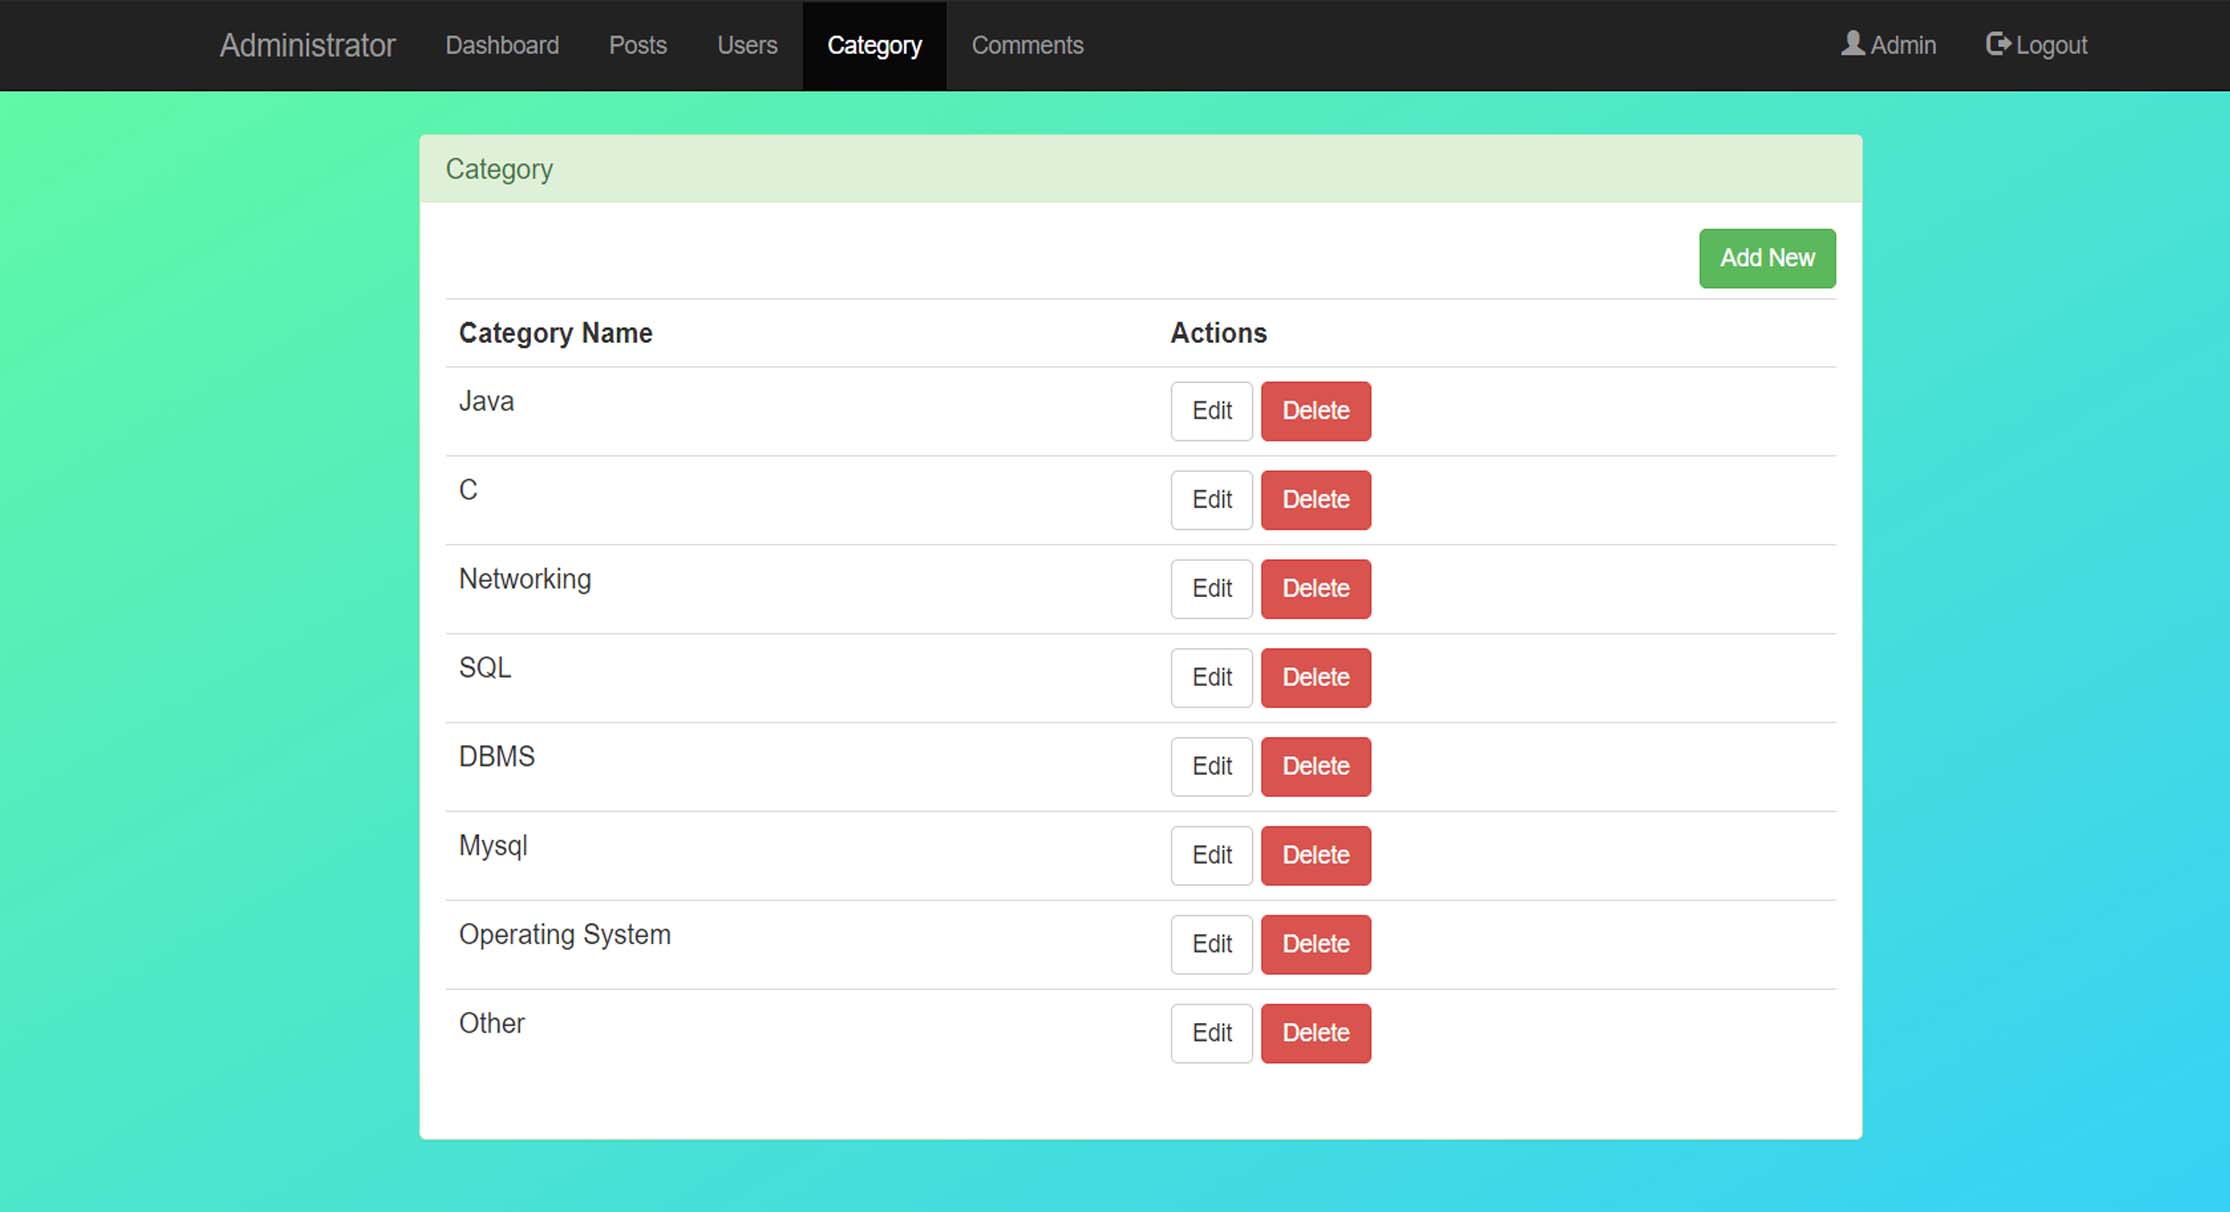 Administrator Dashboard Posts Users Category Comments Admin Logout
Category
Add New
Category Name Actions
Java Edit Delete
C Edit Delete
Networking Edit Delete
SQL Edit Delete
DBMS Edit Delete
Mysql Edit Delete
Operating System Edit Delete
Other Edit Delete